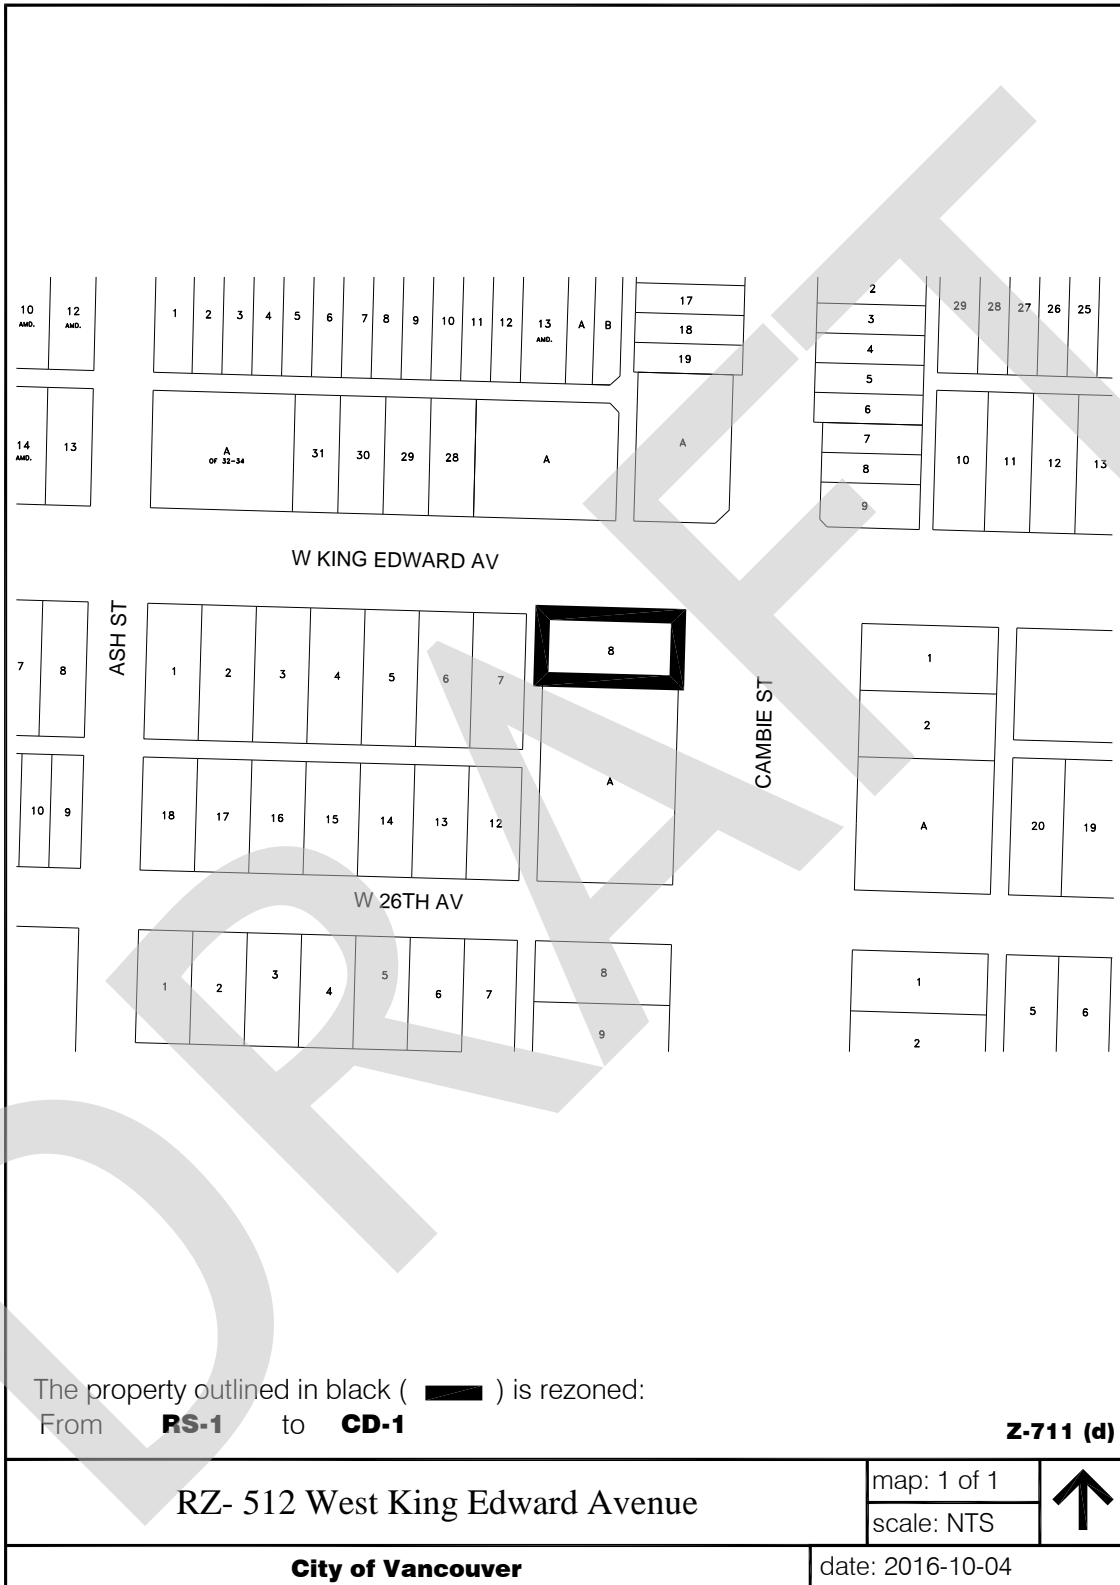 10 12 1 2 3 4 5 6 7 8 9 10 11 12 13 A B 17 2 29 28 27 26 25
AMD. AMD. AMD. 18 3
19 4
5
6
14 13 A 31 30 29 28 A A 7 10 11 12 13
AMD. OF 32-34 8
9
W KING EDWARD AV
ASH ST
7 8 1 2 3 4 5 6 7 8 1
2
CAMBIE ST
A
10 9 18 17 16 15 14 13 12 A 20 19
W 26TH AV
1 2 3 4 5 6 7 8 1 5 6
9 2
DRAFT
The property outlined in black ( ) is rezoned:
From RS-1 to CD-1
Z-711 (d)
RZ- 512 West King Edward Avenue
map: 1 of 1
scale: NTS
City of Vancouver
date: 2016-10-04